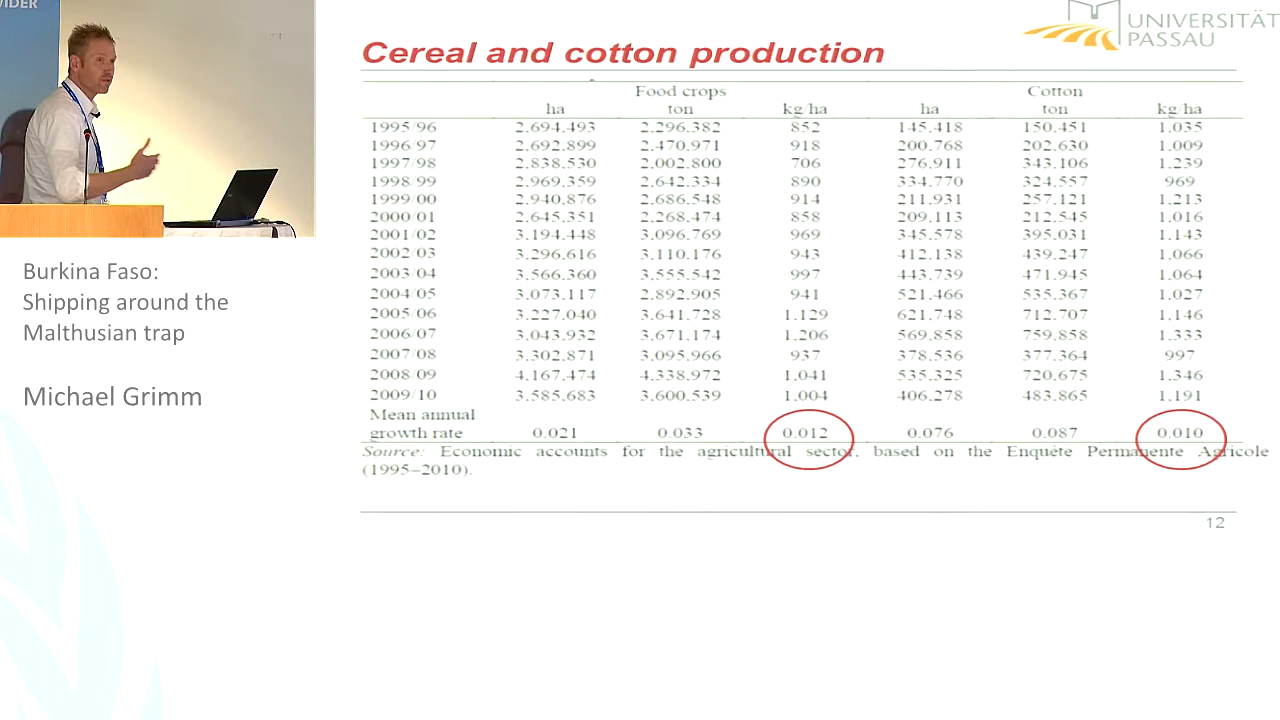 WIDER
UNIVERSITÄT
PASSAU
Cereal and cotton production
Food crops Cotton
ha ton kg/ha ha ton kg/ha
1995/96 2.694.493 2.296.382 852 145.418 150.451 1.035
1996/97 2.692.899 2.470.971 918 200.768 202.630 1.009
1997/98 2.838.530 2.002.800 706 276.911 343.106 1.239
1998/99 2.969.359 2.642.334 890 334.770 324.557 969
1999/00 2.940.876 2.686.548 914 211.931 257.121 1.213
2000/01 2.645.351 2.268.474 858 209.113 212.545 1.016
2001/02 3.194.448 3.096.769 969 345.578 395.031 1.143
2002/03 3.296.616 3.110.176 943 412.138 439.247 1.066
2003/04 3.566.360 3.555.542 997 443.739 471.945 1.064
2004/05 3.073.117 2.892.905 941 521.466 535.367 1.027
2005/06 3.227.040 3.641.728 1.129 621.748 712.707 1.146
2006/07 3.043.932 3.671.174 1.206 569.858 759.858 1.333
2007/08 3.302.871 3.095.966 937 378.536 377.364 997
2008/09 4.167.474 4.338.972 1.041 535.325 720.675 1.346
2009/10 3.585.683 3.600.539 1.004 406.278 483.865 1.191
Mean annual
growth rate 0.021 0.033 0.012 0.076 0.087 0.010
Source: Economic accounts for the agricultural sector, based on the Enquête Permanente Agricole
(1995–2010).
12
Burkina Faso:
Shipping around the
Malthusian trap
Michael Grimm